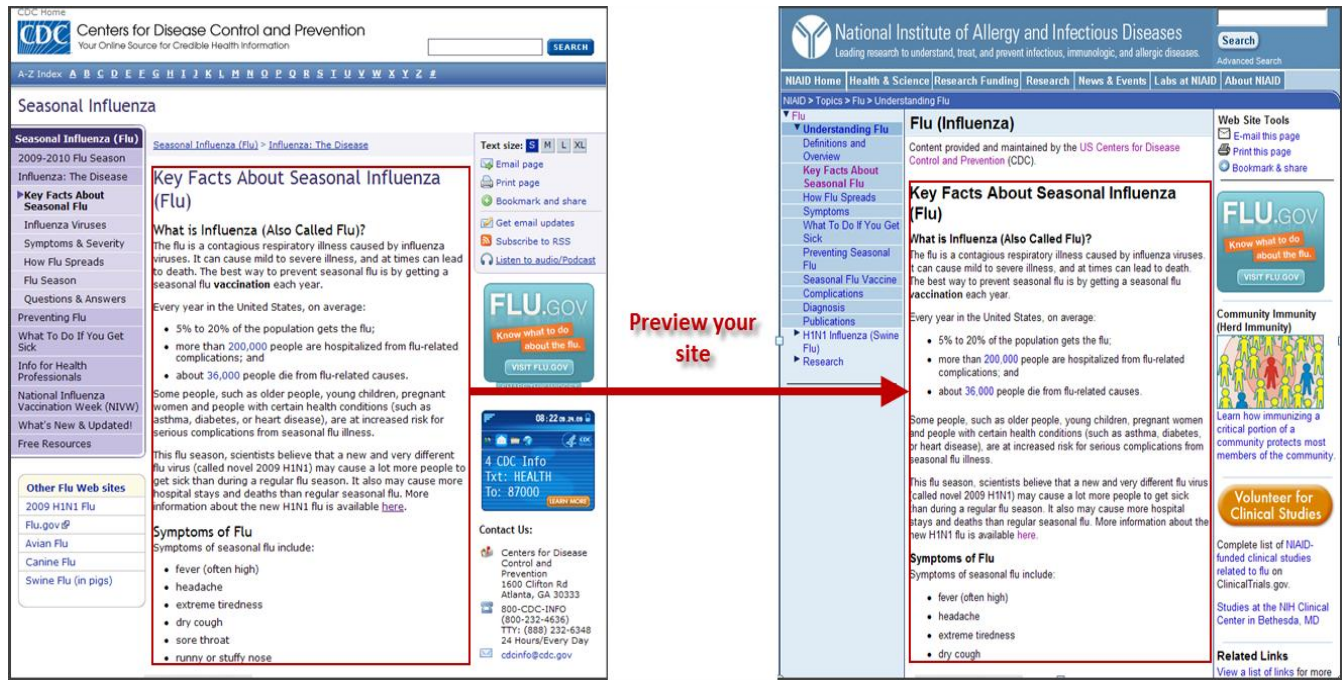 CDC Home
CDC
Centers for Disease Control and Prevention
Your Online Source for Credible Health Information
SEARCH
A-Z Index A B C D E F G H I J K L M N O P Q R S T U V W X Y Z #
Seasonal Influenza
Seasonal Influenza (Flu)
2009-2010 Flu Season
Influenza: The Disease
Key Facts About
Seasonal Flu
Influenza Viruses
Symptoms & Severity
How Flu Spreads
Flu Season
Questions & Answers
Preventing Flu
What To Do If You Get
Sick
Info for Health
Professionals
National Influenza
Vaccination Week (NIVW)
What's New & Updated!
Free Resources
Other Flu Web sites
2009 H1N1 Flu
Flu.gov
Avian Flu
Canine Flu
Swine Flu (in pigs)
Seasonal Influenza (Flu) > Influenza: The Disease
Key Facts About Seasonal Influenza
(Flu)
What is Influenza (Also Called Flu)?
The flu is a contagious respiratory illness caused by influenza
viruses. It can cause mild to severe illness, and at times can lead
to death. The best way to prevent seasonal flu is by getting a
seasonal flu vaccination each year.
Every year in the United States, on average:
• 5% to 20% of the population gets the flu;
• more than 200,000 people are hospitalized from flu-related
complications; and
• about 36,000 people die from flu-related causes.
Some people, such as older people, young children, pregnant
women and people with certain health conditions (such as
asthma, diabetes, or heart disease), are at increased risk for
serious complications from seasonal flu illness.
This flu season, scientists believe that a new and very different
flu virus (called novel 2009 H1N1) may cause a lot more people to
get sick than during a regular flu season. It also may cause more
hospital stays and deaths than regular seasonal flu. More
information about the new H1N1 flu is available here.
Symptoms of Flu
Symptoms of seasonal flu include:
• fever (often high)
• headache
• extreme tiredness
• dry cough
• sore throat
• runny or stuffy nose
Text size: S M L XL
Email page
Print page
Bookmark and share
Get email updates
Subscribe to RSS
Listen to audio/Podcast
FLU.GOV
Know what to do
about the flu.
VISIT FLU.GOV
08:22
CDC
4 CDC Info
Txt: HEALTH
To: 87000
LEARN MORE
Contact Us:
Centers for Disease
Control and
Prevention
1600 Clifton Rd
Atlanta, GA 30333
800-CDC-INFO
(800-232-4636)
TTY: (888) 232-6348
24 Hours/Every Day
cdcinfo@cdc.gov
Preview your
site
National Institute of Allergy and Infectious Diseases
Leading research to understand, treat, and prevent infectious, immunologic, and allergic diseases.
Search
Advanced Search
NIAID Home Health & Science Research Funding Research News & Events Labs at NIAID About NIAID
NIAID > Topics > Flu > Understanding Flu
Flu
Understanding Flu
Definitions and
Overview
Key Facts About
Seasonal Flu
How Flu Spreads
Symptoms
What To Do If You Get
Sick
Preventing Seasonal
Flu
Seasonal Flu Vaccine
Complications
Diagnosis
Publications
H1N1 Influenza (Swine
Flu)
Research
Flu (Influenza)
Content provided and maintained by the US Centers for Disease
Control and Prevention (CDC).
Key Facts About Seasonal Influenza
(Flu)
What is Influenza (Also Called Flu)?
The flu is a contagious respiratory illness caused by influenza viruses.
It can cause mild to severe illness, and at times can lead to death.
The best way to prevent seasonal flu is by getting a seasonal flu
vaccination each year.
Every year in the United States, on average:
• 5% to 20% of the population gets the flu;
• more than 200,000 people are hospitalized from flu-related
complications; and
• about 36,000 people die from flu-related causes.
Some people, such as older people, young children, pregnant women
and people with certain health conditions (such as asthma, diabetes,
or heart disease), are at increased risk for serious complications from
seasonal flu illness.
This flu season, scientists believe that a new and very different flu virus
(called novel 2009 H1N1) may cause a lot more people to get sick
than during a regular flu season. It also may cause more hospital
stays and deaths than regular seasonal flu. More information about the
new H1N1 flu is available here.
Symptoms of Flu
Symptoms of seasonal flu include:
• fever (often high)
• headache
• extreme tiredness
• dry cough
Web Site Tools
E-mail this page
Print this page
Bookmark & share
FLU.GOV
Know what to do
about the flu.
VISIT FLU.GOV
Community Immunity
(Herd Immunity)
Learn how immunizing a
critical portion of a
community protects most
members of the community.
Volunteer for
Clinical Studies
Complete list of NIAID-
funded clinical studies
related to flu on
ClinicalTrials.gov.
Studies at the NIH Clinical
Center in Bethesda, MD
Related Links
View a list of links for more